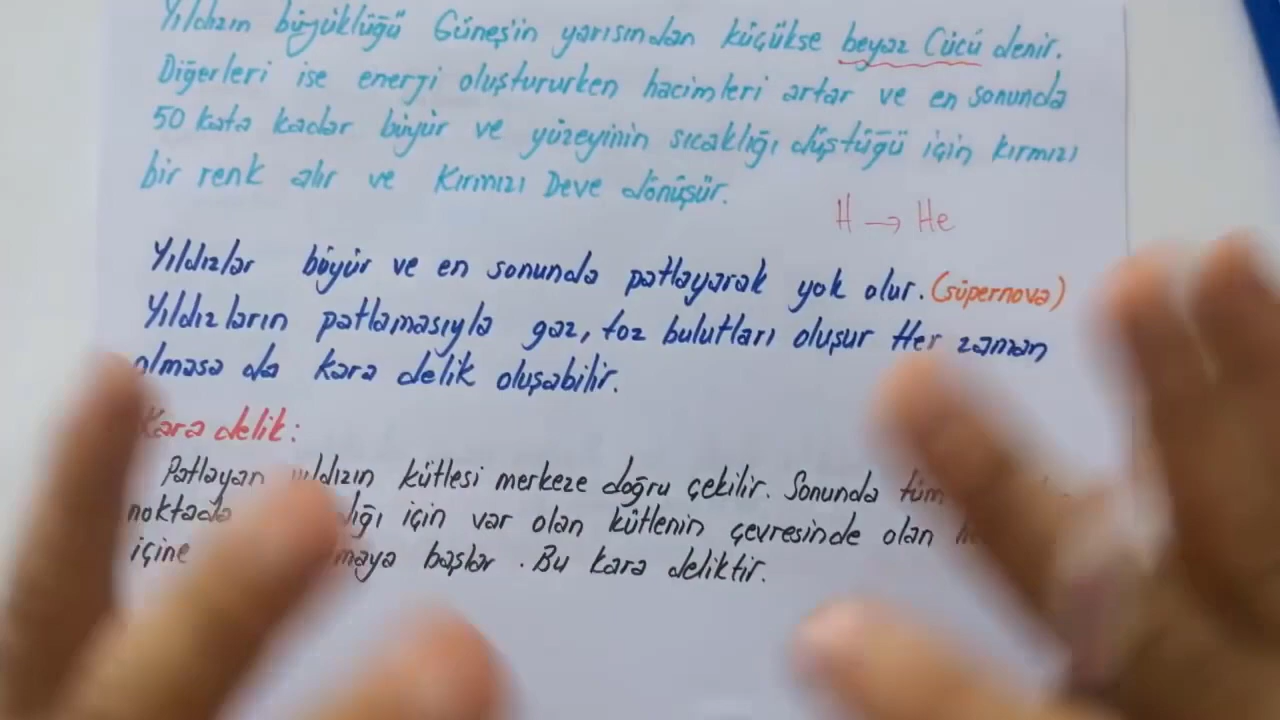 Yıldızın büyüklüğü Güneş'in yarısından küçükse beyaz Cücü denir.
Diğerleri ise enerji oluştururken hacimleri artar ve en sonunda
50 kata kadar büyür ve yüzeyinin sıcaklığı düştüğü için kırmızı
bir renk alır ve Kırmızı Deve dönüşür.
H → He
Yıldızlar büyür ve en sonunda patlayarak yok olur. (süpernova)
Yıldızların patlamasıyla gaz, toz bulutları oluşur Her zaman
olmasa da kara delik oluşabilir.
Kara delik:
Patlayan yıldızın kütlesi merkeze doğru çekilir. Sonunda tüm
noktada için var olan kütlenin çevresinde olan
içine başlar. Bu kara deliktir.